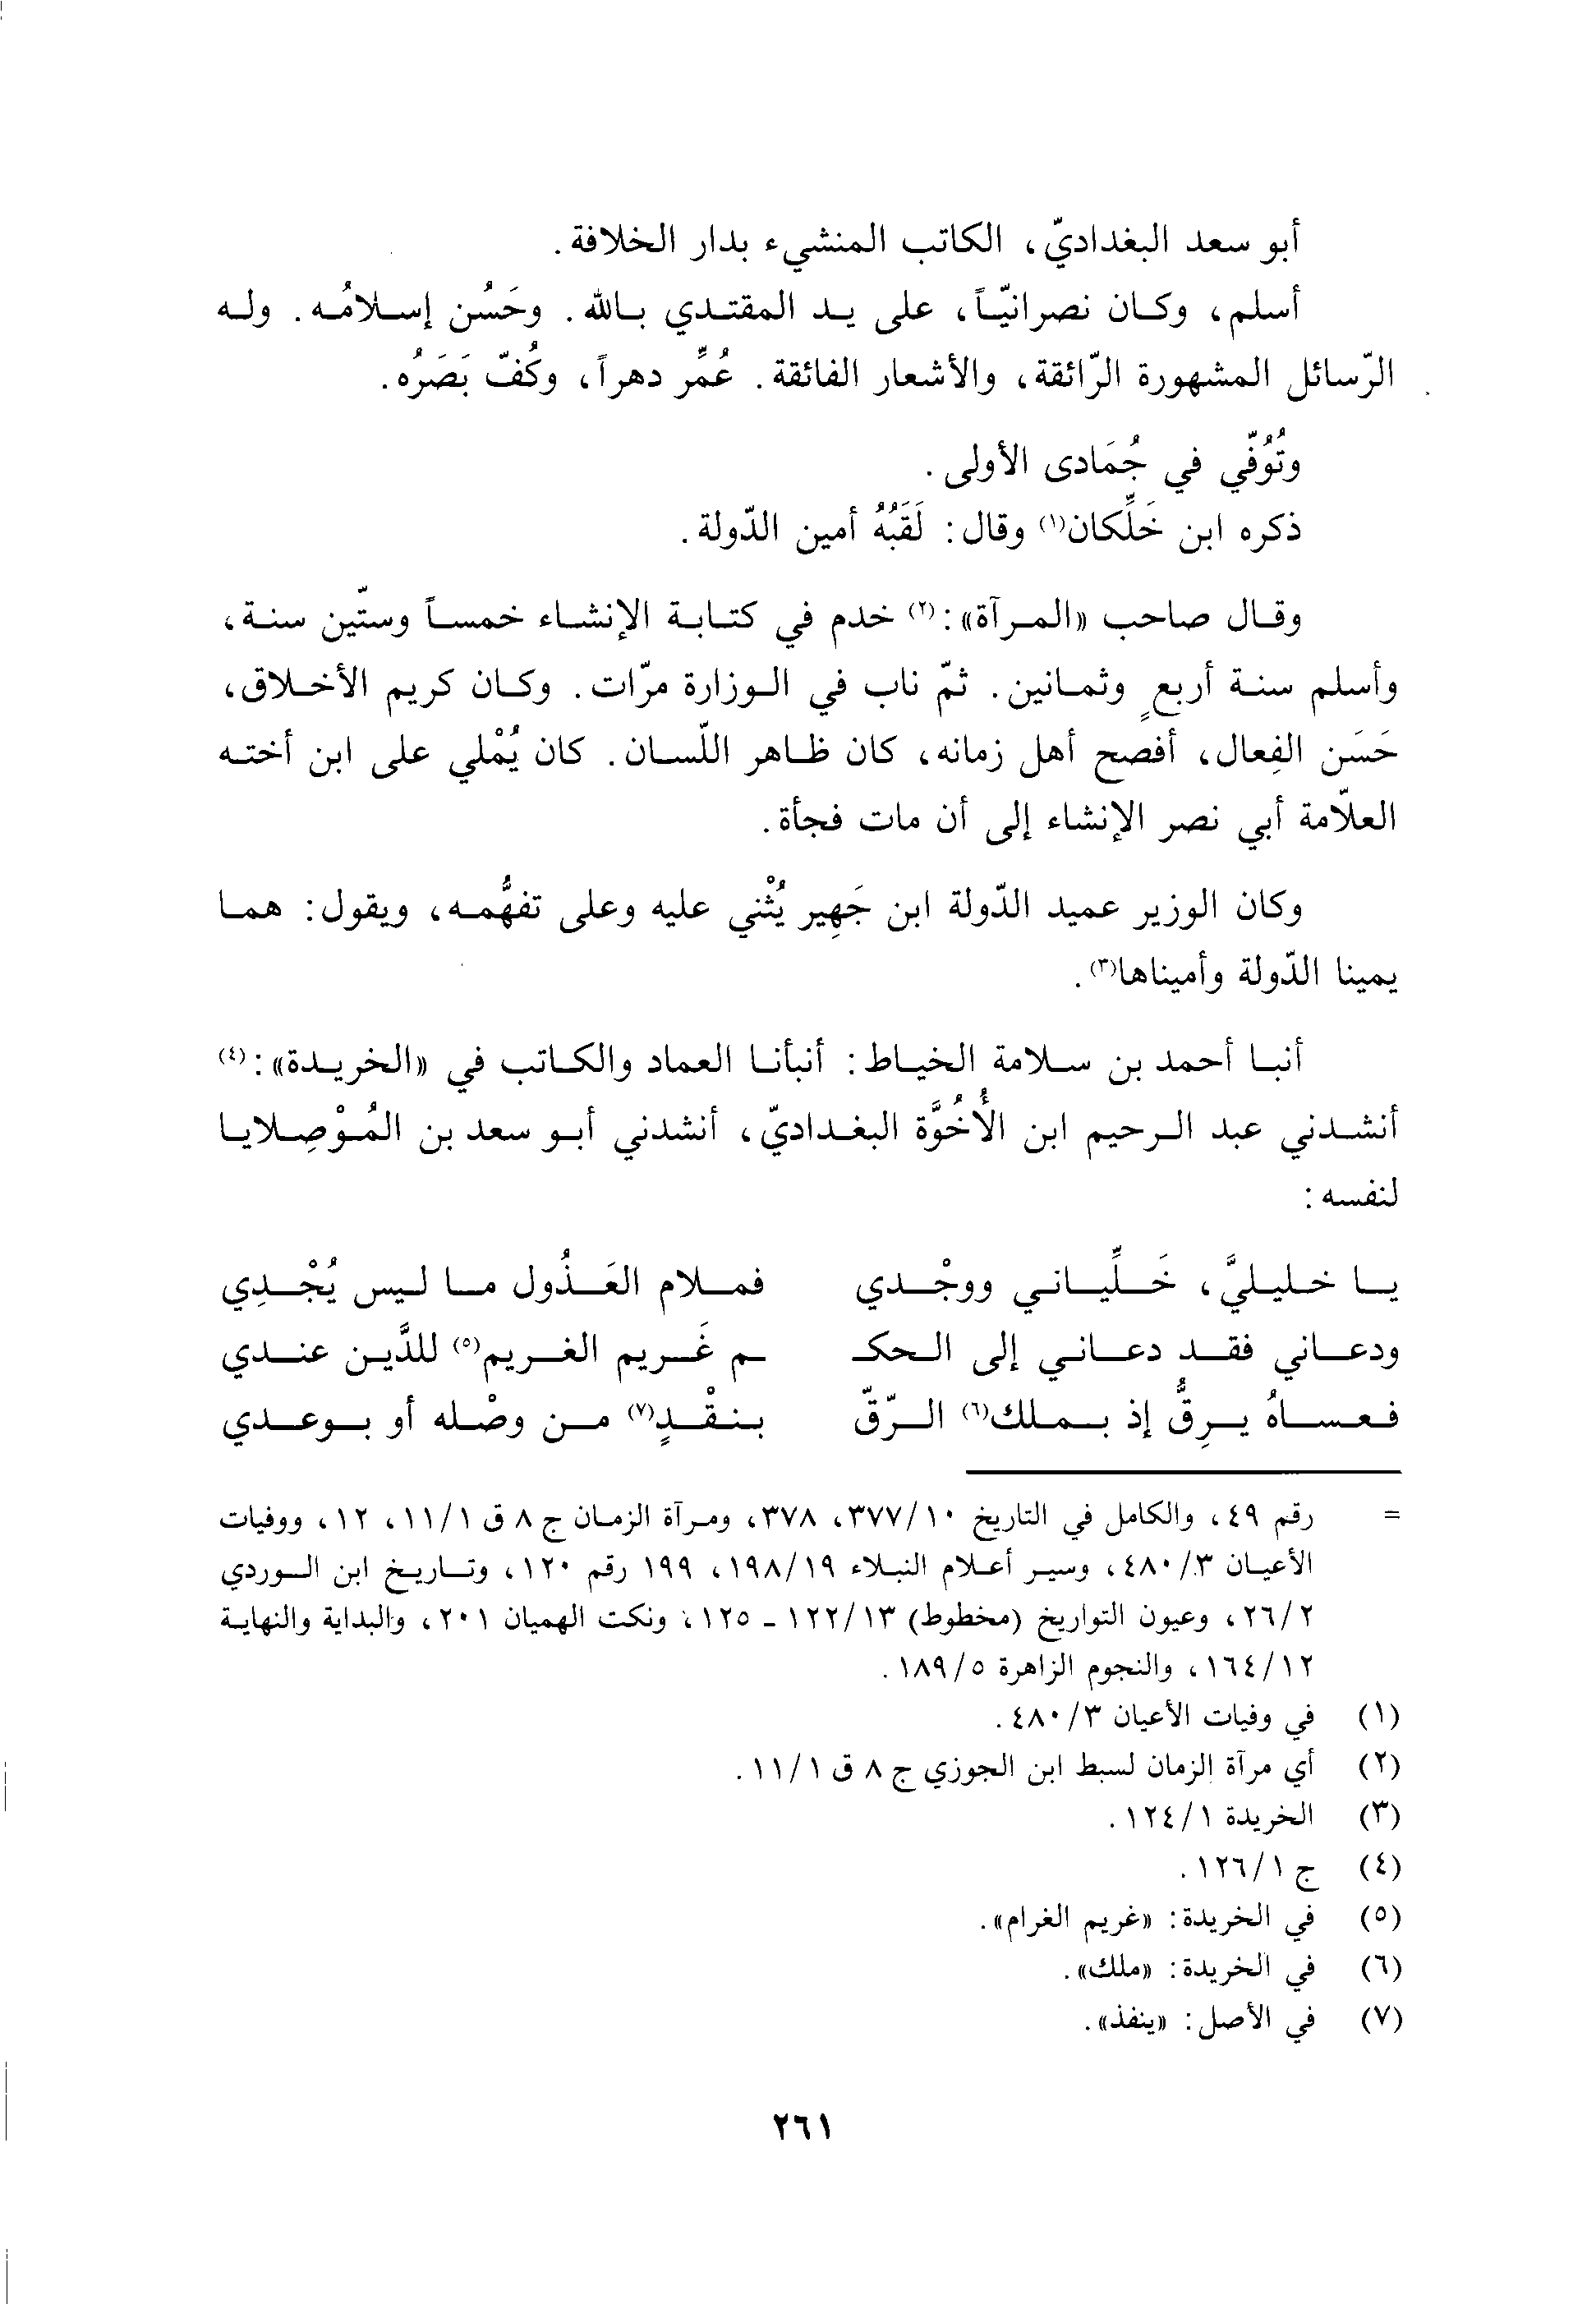 أبو سعد البغداديّ، الكاتب المنشيء بدار الخلافة.
أسلم، وكان نصرانيّاً، على يد المقتدي بالله. وحَسُن إسلامُه. وله
الرّسائل المشهورة الرّائقة، والأشعار الفائقة. عُمِّر دهراً، وكُفّ بَصَرُه.
وتُوُفّي في جُمَادى الأولى.
ذكره ابن خَلِّكان(١) وقال: لَقَبُهُ أمين الدّولة.
وقال صاحب «المرآة»:(٢) خدم في كتابة الإنشاء خمساً وستّين سنة،
وأسلم سنة أربعٍ وثمانين. ثمّ ناب في الوزارة مرّات. وكان كريم الأخلاق،
حَسَن الفِعال، أفصح أهل زمانه، كان ظاهر اللّسان. كان يُمْلي على ابن أخته
العلاّمة أبي نصر الإنشاء إلى أن مات فجأة.
وكان الوزير عميد الدّولة ابن جَهِير يُثْني عليه وعلى تفهُّمه، ويقول: هما
يمينا الدّولة وأميناها(٣).
أنبا أحمد بن سلامة الخياط: أنبأنا العماد والكاتب في «الخريدة»:(٤)
أنشدني عبد الرحيم ابن الأُخُوَّة البغداديّ، أنشدني أبو سعد بن المُوْصِلايا
لنفسه:
يا خليليَّ، خَلِّياني ووجْدي فملام العَذُول ما ليس يُجْدِي
ودعاني فقد دعاني إلى الحكـ ـم غَريم الغريم(٥) للدَّين عندي
فعساهُ يرِقُّ إذ بملك(٦) الرّقّ بنقْدٍ(٧) من وصْله أو بوعدي
= رقم ٤٩، والكامل في التاريخ ٣٧٧/١٠، ٣٧٨، ومرآة الزمان ج ٨ ق ١١/١، ١٢، ووفيات
الأعيان ٤٨٠/٣، وسير أعلام النبلاء ١٩٨/١٩، ١٩٩ رقم ١٢٠، وتاريخ ابن الوردي
٢٦/٢، وعيون التواريخ (مخطوط) ١٢٢/١٣ - ١٢٥، ونكت الهميان ٢٠١، والبداية والنهاية
١٦٤/١٢، والنجوم الزاهرة ١٨٩/٥.
(١) في وفيات الأعيان ٤٨٠/٣.
(٢) أي مرآة الزمان لسبط ابن الجوزي ج ٨ ق ١١/١.
(٣) الخريدة ١٢٤/١.
(٤) ج ١٢٦/١.
(٥) في الخريدة: «غريم الغرام».
(٦) في الخريدة: «ملك».
(٧) في الأصل: «ينفذ».
٢٦١